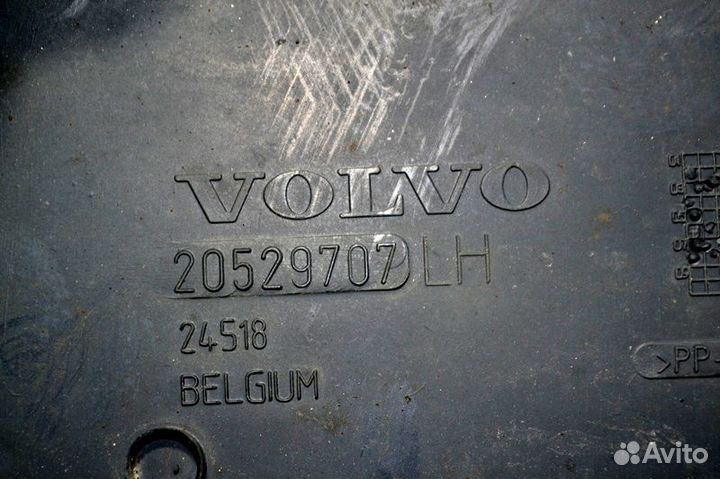 VOLVO
20529707 LH
24518
BELGIUM
>PP-
Avito